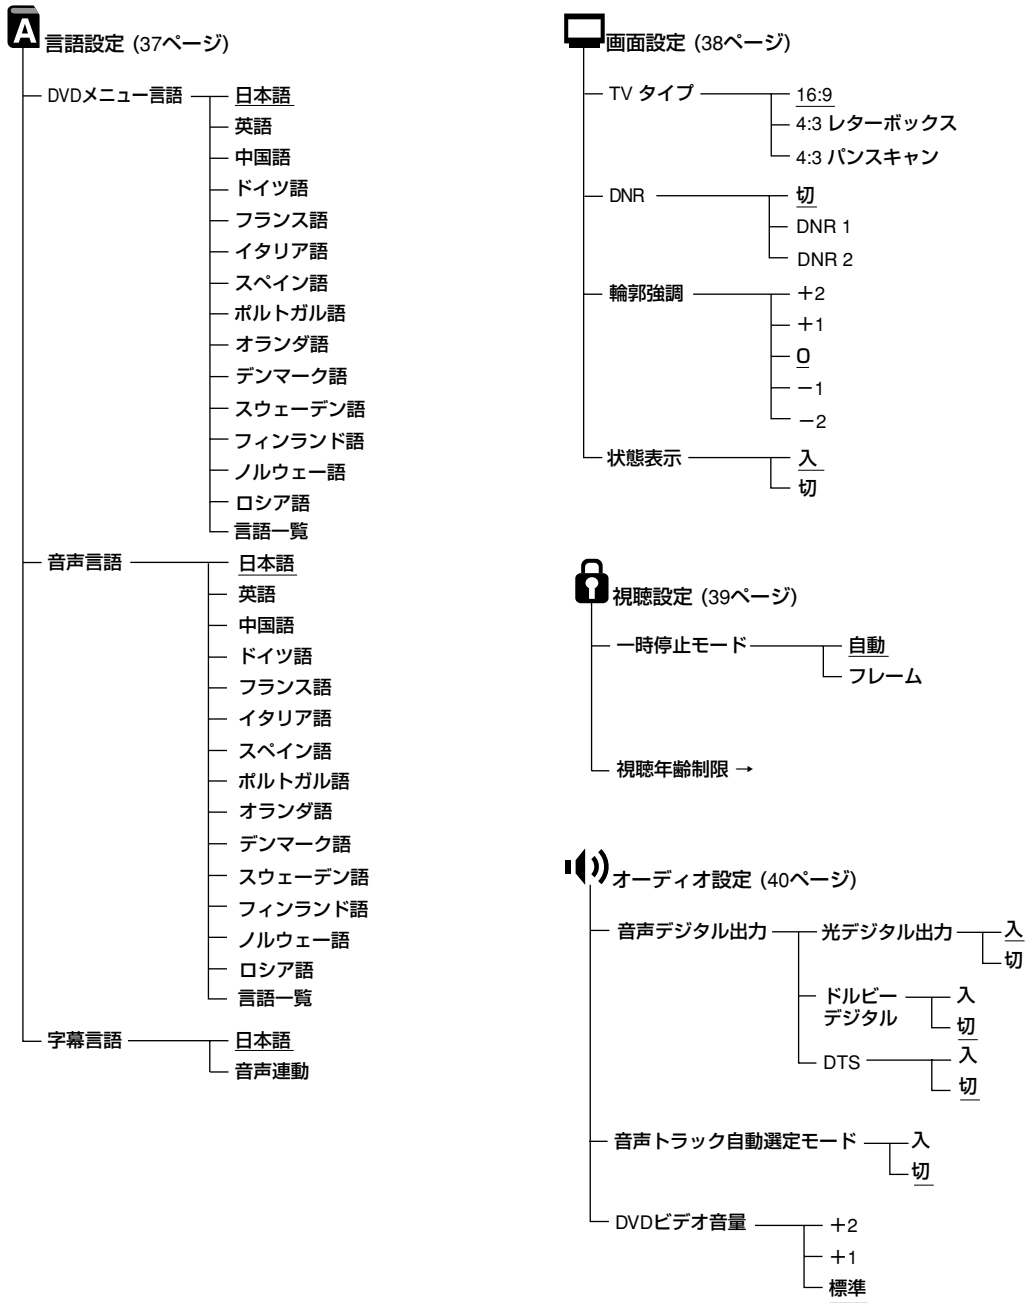 A
言語設定 (37ページ)
DVDメニュー言語
日本語
英語
中国語
ドイツ語
フランス語
イタリア語
スペイン語
ポルトガル語
オランダ語
デンマーク語
スウェーデン語
フィンランド語
ノルウェー語
ロシア語
言語一覧
音声言語
日本語
英語
中国語
ドイツ語
フランス語
イタリア語
スペイン語
ポルトガル語
オランダ語
デンマーク語
スウェーデン語
フィンランド語
ノルウェー語
ロシア語
言語一覧
字幕言語
日本語
音声連動
画面設定 (38ページ)
TV タイプ
16:9
4:3 レターボックス
4:3 パンスキャン
DNR
切
DNR 1
DNR 2
輪郭強調
+2
+1
0
−1
−2
状態表示
入
切
視聴設定 (39ページ)
一時停止モード
自動
フレーム
視聴年齢制限 →
オーディオ設定 (40ページ)
音声デジタル出力
光デジタル出力
入
切
ドルビー
デジタル
入
切
DTS
入
切
音声トラック自動選定モード
入
切
DVDビデオ音量
+2
+1
標準